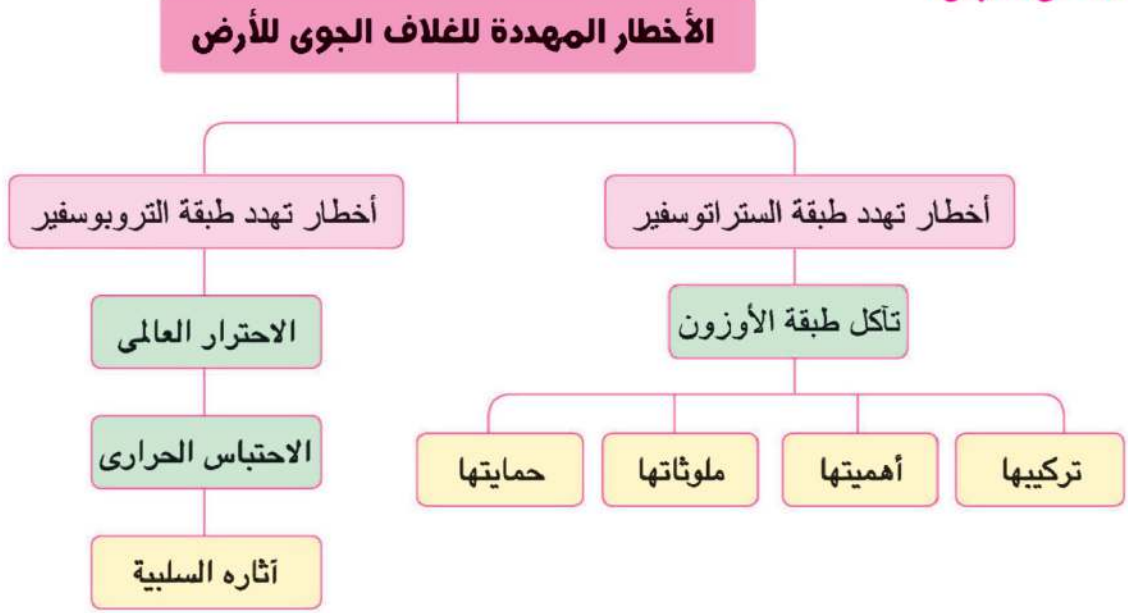 الأخطار المهددة للغلاف الجوى للأرض
أخطار تهدد طبقة الستراتوسفير
أخطار تهدد طبقة التروبوسفير
تآكل طبقة الأوزون
الاحترار العالمى
تركيبها
أهميتها
ملوثاتها
حمايتها
الاحتباس الحرارى
آثاره السلبية